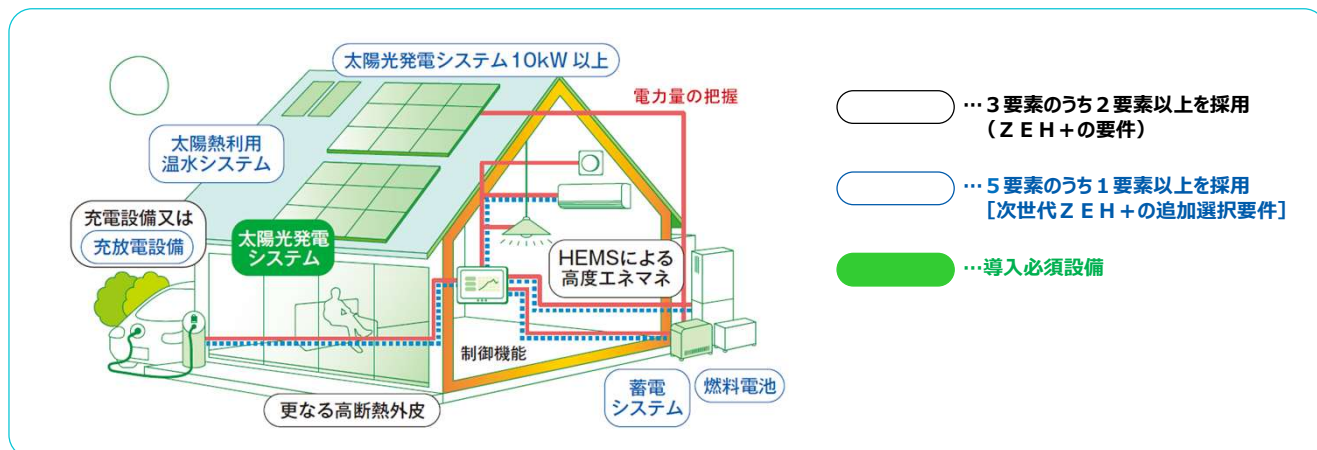 太陽光発電システム10kW 以上
電力量の把握
太陽熱利用
温水システム
充電設備又は
充放電設備
太陽光発電
システム
HEMSによる
高度エネマネ
制御機能
更なる高断熱外皮
蓄電
システム
燃料電池
…３要素のうち２要素以上を採用
（ＺＥＨ+の要件）
…５要素のうち１要素以上を採用
［次世代ＺＥＨ+の追加選択要件］
…導入必須設備